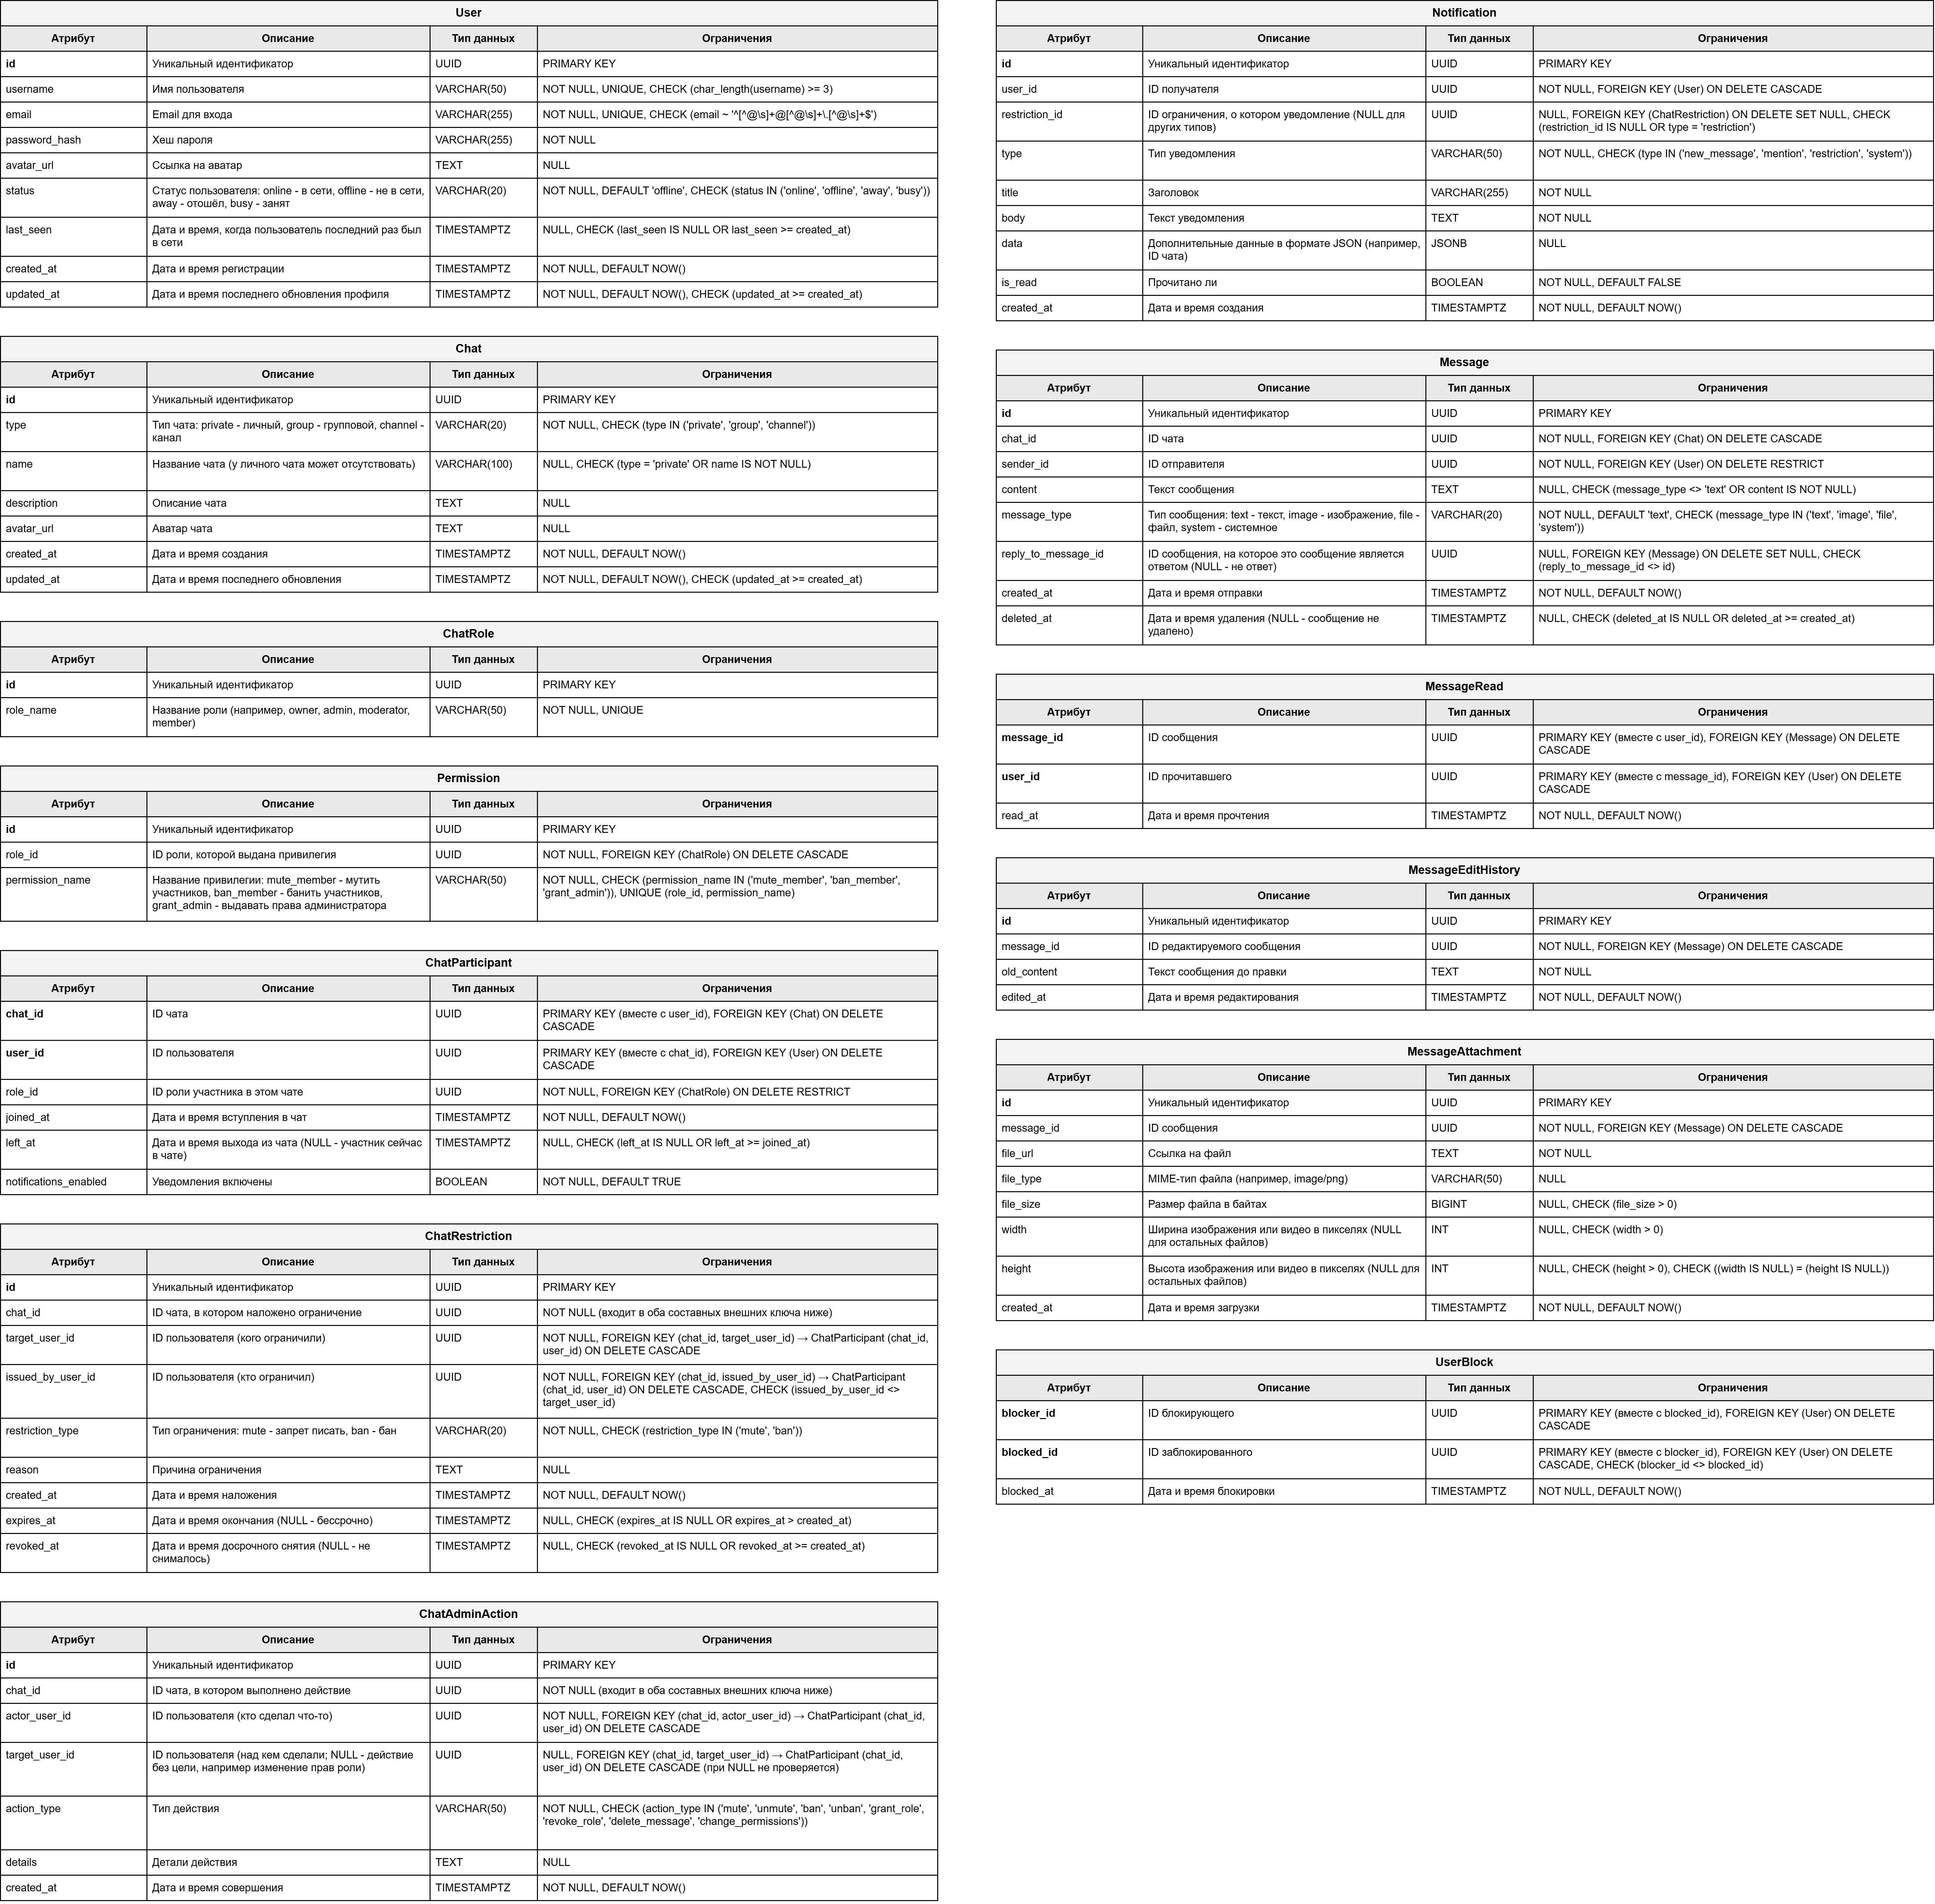 User
Атрибут Описание Тип данных Ограничения
id Уникальный идентификатор UUID PRIMARY KEY
username Имя пользователя VARCHAR(50) NOT NULL, UNIQUE, CHECK (char_length(username) >= 3)
email Email для входа VARCHAR(255) NOT NULL, UNIQUE, CHECK (email ~ '^[^@\s]+@[^@\s]+\.[^@\s]+$')
password_hash Хеш пароля VARCHAR(255) NOT NULL
avatar_url Ссылка на аватар TEXT NULL
status Статус пользователя: online - в сети, offline - не в сети, VARCHAR(20) NOT NULL, DEFAULT 'offline', CHECK (status IN ('online', 'offline', 'away', 'busy'))
away - отошёл, busy - занят
last_seen Дата и время, когда пользователь последний раз был TIMESTAMPTZ NULL, CHECK (last_seen IS NULL OR last_seen >= created_at)
в сети
created_at Дата и время регистрации TIMESTAMPTZ NOT NULL, DEFAULT NOW()
updated_at Дата и время последнего обновления профиля TIMESTAMPTZ NOT NULL, DEFAULT NOW(), CHECK (updated_at >= created_at)
Chat
Атрибут Описание Тип данных Ограничения
id Уникальный идентификатор UUID PRIMARY KEY
type Тип чата: private - личный, group - групповой, channel - VARCHAR(20) NOT NULL, CHECK (type IN ('private', 'group', 'channel'))
канал
name Название чата (у личного чата может отсутствовать) VARCHAR(100) NULL, CHECK (type = 'private' OR name IS NOT NULL)
description Описание чата TEXT NULL
avatar_url Аватар чата TEXT NULL
created_at Дата и время создания TIMESTAMPTZ NOT NULL, DEFAULT NOW()
updated_at Дата и время последнего обновления TIMESTAMPTZ NOT NULL, DEFAULT NOW(), CHECK (updated_at >= created_at)
ChatRole
Атрибут Описание Тип данных Ограничения
id Уникальный идентификатор UUID PRIMARY KEY
role_name Название роли (например, owner, admin, moderator, VARCHAR(50) NOT NULL, UNIQUE
member)
Permission
Атрибут Описание Тип данных Ограничения
id Уникальный идентификатор UUID PRIMARY KEY
role_id ID роли, которой выдана привилегия UUID NOT NULL, FOREIGN KEY (ChatRole) ON DELETE CASCADE
permission_name Название привилегии: mute_member - мутить VARCHAR(50) NOT NULL, CHECK (permission_name IN ('mute_member', 'ban_member',
участников, ban_member - банить участников, 'grant_admin')), UNIQUE (role_id, permission_name)
grant_admin - выдавать права администратора
ChatParticipant
Атрибут Описание Тип данных Ограничения
chat_id ID чата UUID PRIMARY KEY (вместе с user_id), FOREIGN KEY (Chat) ON DELETE
CASCADE
user_id ID пользователя UUID PRIMARY KEY (вместе с chat_id), FOREIGN KEY (User) ON DELETE
CASCADE
role_id ID роли участника в этом чате UUID NOT NULL, FOREIGN KEY (ChatRole) ON DELETE RESTRICT
joined_at Дата и время вступления в чат TIMESTAMPTZ NOT NULL, DEFAULT NOW()
left_at Дата и время выхода из чата (NULL - участник сейчас TIMESTAMPTZ NULL, CHECK (left_at IS NULL OR left_at >= joined_at)
в чате)
notifications_enabled Уведомления включены BOOLEAN NOT NULL, DEFAULT TRUE
ChatRestriction
Атрибут Описание Тип данных Ограничения
id Уникальный идентификатор UUID PRIMARY KEY
chat_id ID чата, в котором наложено ограничение UUID NOT NULL (входит в оба составных внешних ключа ниже)
target_user_id ID пользователя (кого ограничили) UUID NOT NULL, FOREIGN KEY (chat_id, target_user_id) → ChatParticipant (chat_id,
user_id) ON DELETE CASCADE
issued_by_user_id ID пользователя (кто ограничил) UUID NOT NULL, FOREIGN KEY (chat_id, issued_by_user_id) → ChatParticipant
(chat_id, user_id) ON DELETE CASCADE, CHECK (issued_by_user_id <>
target_user_id)
restriction_type Тип ограничения: mute - запрет писать, ban - бан VARCHAR(20) NOT NULL, CHECK (restriction_type IN ('mute', 'ban'))
reason Причина ограничения TEXT NULL
created_at Дата и время наложения TIMESTAMPTZ NOT NULL, DEFAULT NOW()
expires_at Дата и время окончания (NULL - бессрочно) TIMESTAMPTZ NULL, CHECK (expires_at IS NULL OR expires_at > created_at)
revoked_at Дата и время досрочного снятия (NULL - не TIMESTAMPTZ NULL, CHECK (revoked_at IS NULL OR revoked_at >= created_at)
снималось)
ChatAdminAction
Атрибут Описание Тип данных Ограничения
id Уникальный идентификатор UUID PRIMARY KEY
chat_id ID чата, в котором выполнено действие UUID NOT NULL (входит в оба составных внешних ключа ниже)
actor_user_id ID пользователя (кто сделал что-то) UUID NOT NULL, FOREIGN KEY (chat_id, actor_user_id) → ChatParticipant (chat_id,
user_id) ON DELETE CASCADE
target_user_id ID пользователя (над кем сделали; NULL - действие UUID NULL, FOREIGN KEY (chat_id, target_user_id) → ChatParticipant (chat_id,
без цели, например изменение прав роли) user_id) ON DELETE CASCADE (при NULL не проверяется)
action_type Тип действия VARCHAR(50) NOT NULL, CHECK (action_type IN ('mute', 'unmute', 'ban', 'unban', 'grant_role',
'revoke_role', 'delete_message', 'change_permissions'))
details Детали действия TEXT NULL
created_at Дата и время совершения TIMESTAMPTZ NOT NULL, DEFAULT NOW()
Notification
Атрибут Описание Тип данных Ограничения
id Уникальный идентификатор UUID PRIMARY KEY
user_id ID получателя UUID NOT NULL, FOREIGN KEY (User) ON DELETE CASCADE
restriction_id ID ограничения, о котором уведомление (NULL для UUID NULL, FOREIGN KEY (ChatRestriction) ON DELETE SET NULL, CHECK
других типов) (restriction_id IS NULL OR type = 'restriction')
type Тип уведомления VARCHAR(50) NOT NULL, CHECK (type IN ('new_message', 'mention', 'restriction', 'system'))
title Заголовок VARCHAR(255) NOT NULL
body Текст уведомления TEXT NOT NULL
data Дополнительные данные в формате JSON (например, JSONB NULL
ID чата)
is_read Прочитано ли BOOLEAN NOT NULL, DEFAULT FALSE
created_at Дата и время создания TIMESTAMPTZ NOT NULL, DEFAULT NOW()
Message
Атрибут Описание Тип данных Ограничения
id Уникальный идентификатор UUID PRIMARY KEY
chat_id ID чата UUID NOT NULL, FOREIGN KEY (Chat) ON DELETE CASCADE
sender_id ID отправителя UUID NOT NULL, FOREIGN KEY (User) ON DELETE RESTRICT
content Текст сообщения TEXT NULL, CHECK (message_type <> 'text' OR content IS NOT NULL)
message_type Тип сообщения: text - текст, image - изображение, file - VARCHAR(20) NOT NULL, DEFAULT 'text', CHECK (message_type IN ('text', 'image', 'file',
файл, system - системное 'system'))
reply_to_message_id ID сообщения, на которое это сообщение является UUID NULL, FOREIGN KEY (Message) ON DELETE SET NULL, CHECK
ответом (NULL - не ответ) (reply_to_message_id <> id)
created_at Дата и время отправки TIMESTAMPTZ NOT NULL, DEFAULT NOW()
deleted_at Дата и время удаления (NULL - сообщение не TIMESTAMPTZ NULL, CHECK (deleted_at IS NULL OR deleted_at >= created_at)
удалено)
MessageRead
Атрибут Описание Тип данных Ограничения
message_id ID сообщения UUID PRIMARY KEY (вместе с user_id), FOREIGN KEY (Message) ON DELETE
CASCADE
user_id ID прочитавшего UUID PRIMARY KEY (вместе с message_id), FOREIGN KEY (User) ON DELETE
CASCADE
read_at Дата и время прочтения TIMESTAMPTZ NOT NULL, DEFAULT NOW()
MessageEditHistory
Атрибут Описание Тип данных Ограничения
id Уникальный идентификатор UUID PRIMARY KEY
message_id ID редактируемого сообщения UUID NOT NULL, FOREIGN KEY (Message) ON DELETE CASCADE
old_content Текст сообщения до правки TEXT NOT NULL
edited_at Дата и время редактирования TIMESTAMPTZ NOT NULL, DEFAULT NOW()
MessageAttachment
Атрибут Описание Тип данных Ограничения
id Уникальный идентификатор UUID PRIMARY KEY
message_id ID сообщения UUID NOT NULL, FOREIGN KEY (Message) ON DELETE CASCADE
file_url Ссылка на файл TEXT NOT NULL
file_type MIME-тип файла (например, image/png) VARCHAR(50) NULL
file_size Размер файла в байтах BIGINT NULL, CHECK (file_size > 0)
width Ширина изображения или видео в пикселях (NULL INT NULL, CHECK (width > 0)
для остальных файлов)
height Высота изображения или видео в пикселях (NULL для INT NULL, CHECK (height > 0), CHECK ((width IS NULL) = (height IS NULL))
остальных файлов)
created_at Дата и время загрузки TIMESTAMPTZ NOT NULL, DEFAULT NOW()
UserBlock
Атрибут Описание Тип данных Ограничения
blocker_id ID блокирующего UUID PRIMARY KEY (вместе с blocked_id), FOREIGN KEY (User) ON DELETE
CASCADE
blocked_id ID заблокированного UUID PRIMARY KEY (вместе с blocker_id), FOREIGN KEY (User) ON DELETE
CASCADE, CHECK (blocker_id <> blocked_id)
blocked_at Дата и время блокировки TIMESTAMPTZ NOT NULL, DEFAULT NOW()